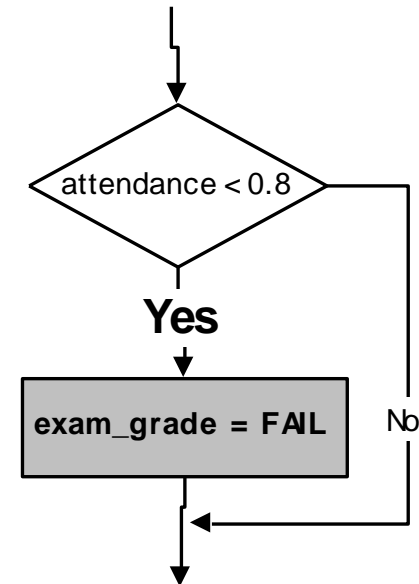 attendance < 0.8
Yes
exam_grade = FAIL
No